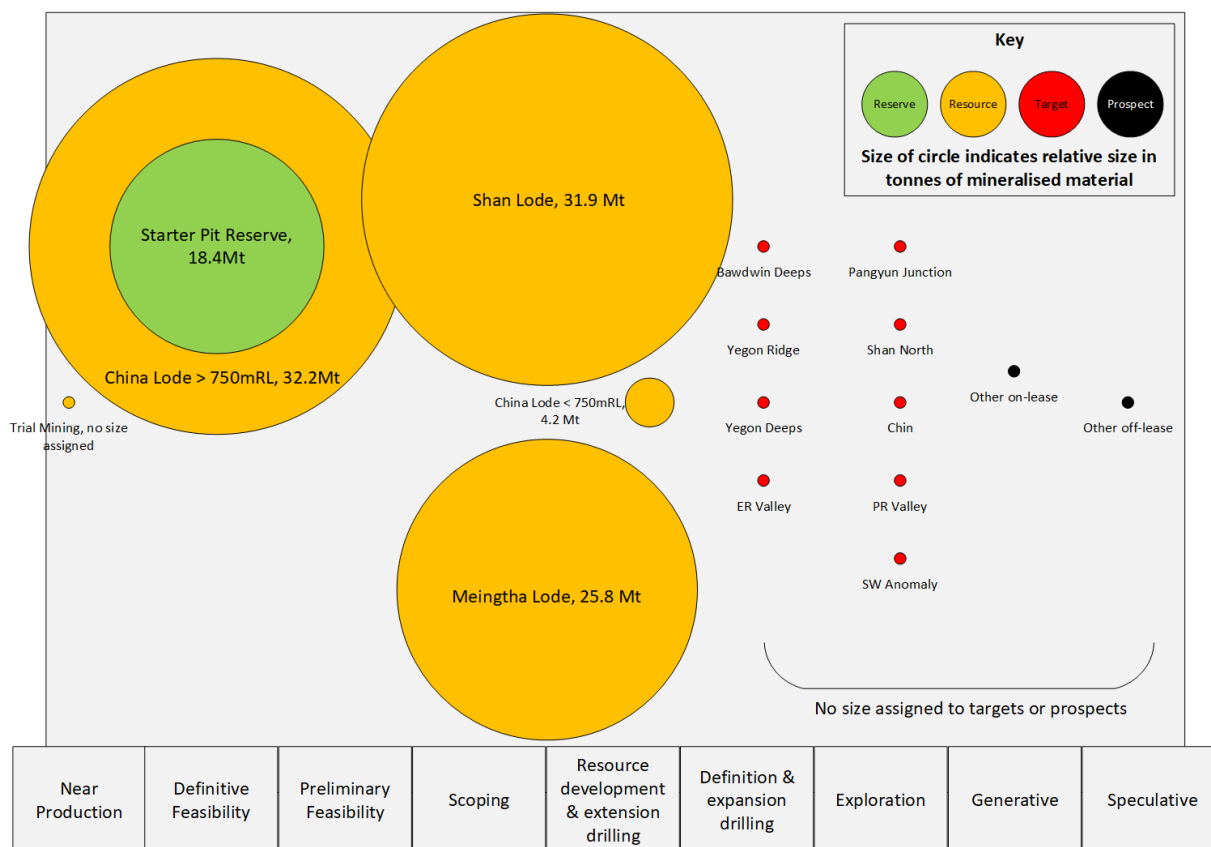 Key
Reserve
Resource
Target
Prospect
Size of circle indicates relative size in
tonnes of mineralised material
Shan Lode, 31.9 Mt
Starter Pit Reserve,
18.4Mt
China Lode > 750mRL, 32.2Mt
Trial Mining, no size
assigned
China Lode < 750mRL,
4.2 Mt
Meingtha Lode, 25.8 Mt
Bawdwin Deeps
Pangyun Junction
Yegon Ridge
Shan North
Yegon Deeps
Chin
ER Valley
PR Valley
SW Anomaly
Other on-lease
Other off-lease
No size assigned to targets or prospects
Near
Production
Definitive
Feasibility
Preliminary
Feasibility
Scoping
Resource
development
& extension
drilling
Definition &
expansion
drilling
Exploration
Generative
Speculative